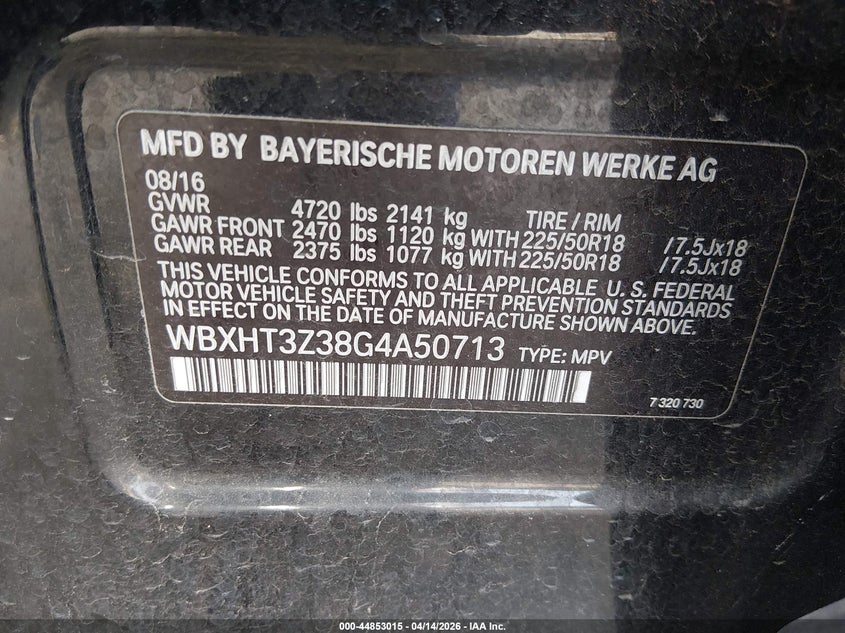 MFD BY BAYERISCHE MOTOREN WERKE AG
08/16
GVWR 4720 lbs 2141 kg TIRE / RIM
GAWR FRONT 2470 lbs 1120 kg WITH 225/50R18 /7.5Jx18
GAWR REAR 2375 lbs 1077 kg WITH 225/50R18 /7.5Jx18
THIS VEHICLE CONFORMS TO ALL APPLICABLE U. S. FEDERAL
MOTOR VEHICLE SAFETY AND THEFT PREVENTION STANDARDS
IN EFFECT ON THE DATE OF MANUFACTURE SHOWN ABOVE.
WBXHT3Z38G4A50713 TYPE: MPV
7 320 730
000-44853015 - 04/14/2026 - IAA Inc.